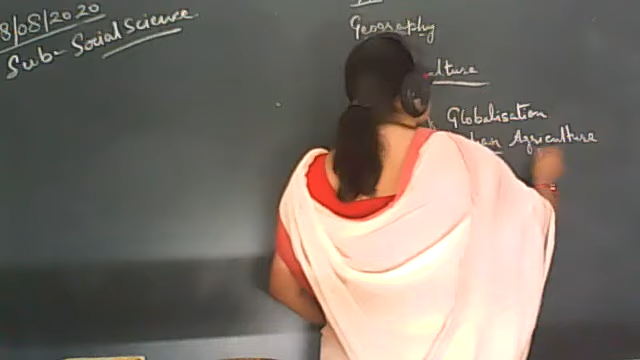 8/08/2020
Sub- Social Science
Geography
Globalisation
Agriculture